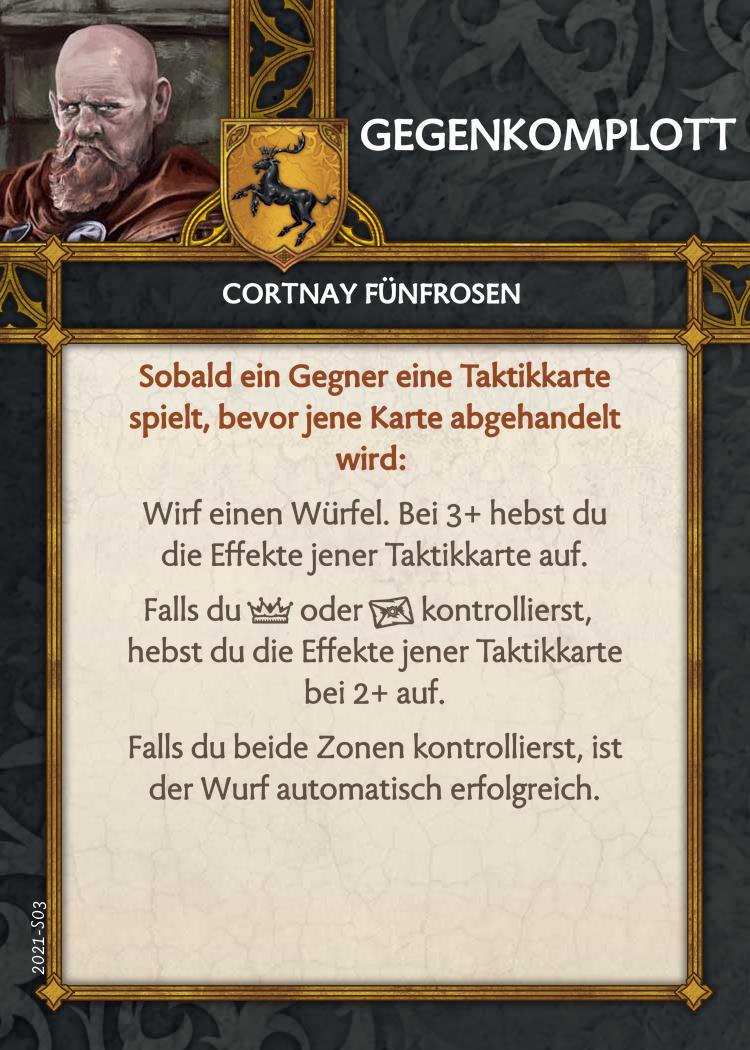 GEGENKOMPLOTT
CORTNAY FÜNFROSEN
Sobald ein Gegner eine Taktikkarte
spielt, bevor jene Karte abgehandelt
wird:
Wirf einen Würfel. Bei 3+ hebst du
die Effekte jener Taktikkarte auf.
Falls du oder kontrollierst,
hebst du die Effekte jener Taktikkarte
bei 2+ auf.
Falls du beide Zonen kontrollierst, ist
der Wurf automatisch erfolgreich.
2021-S03